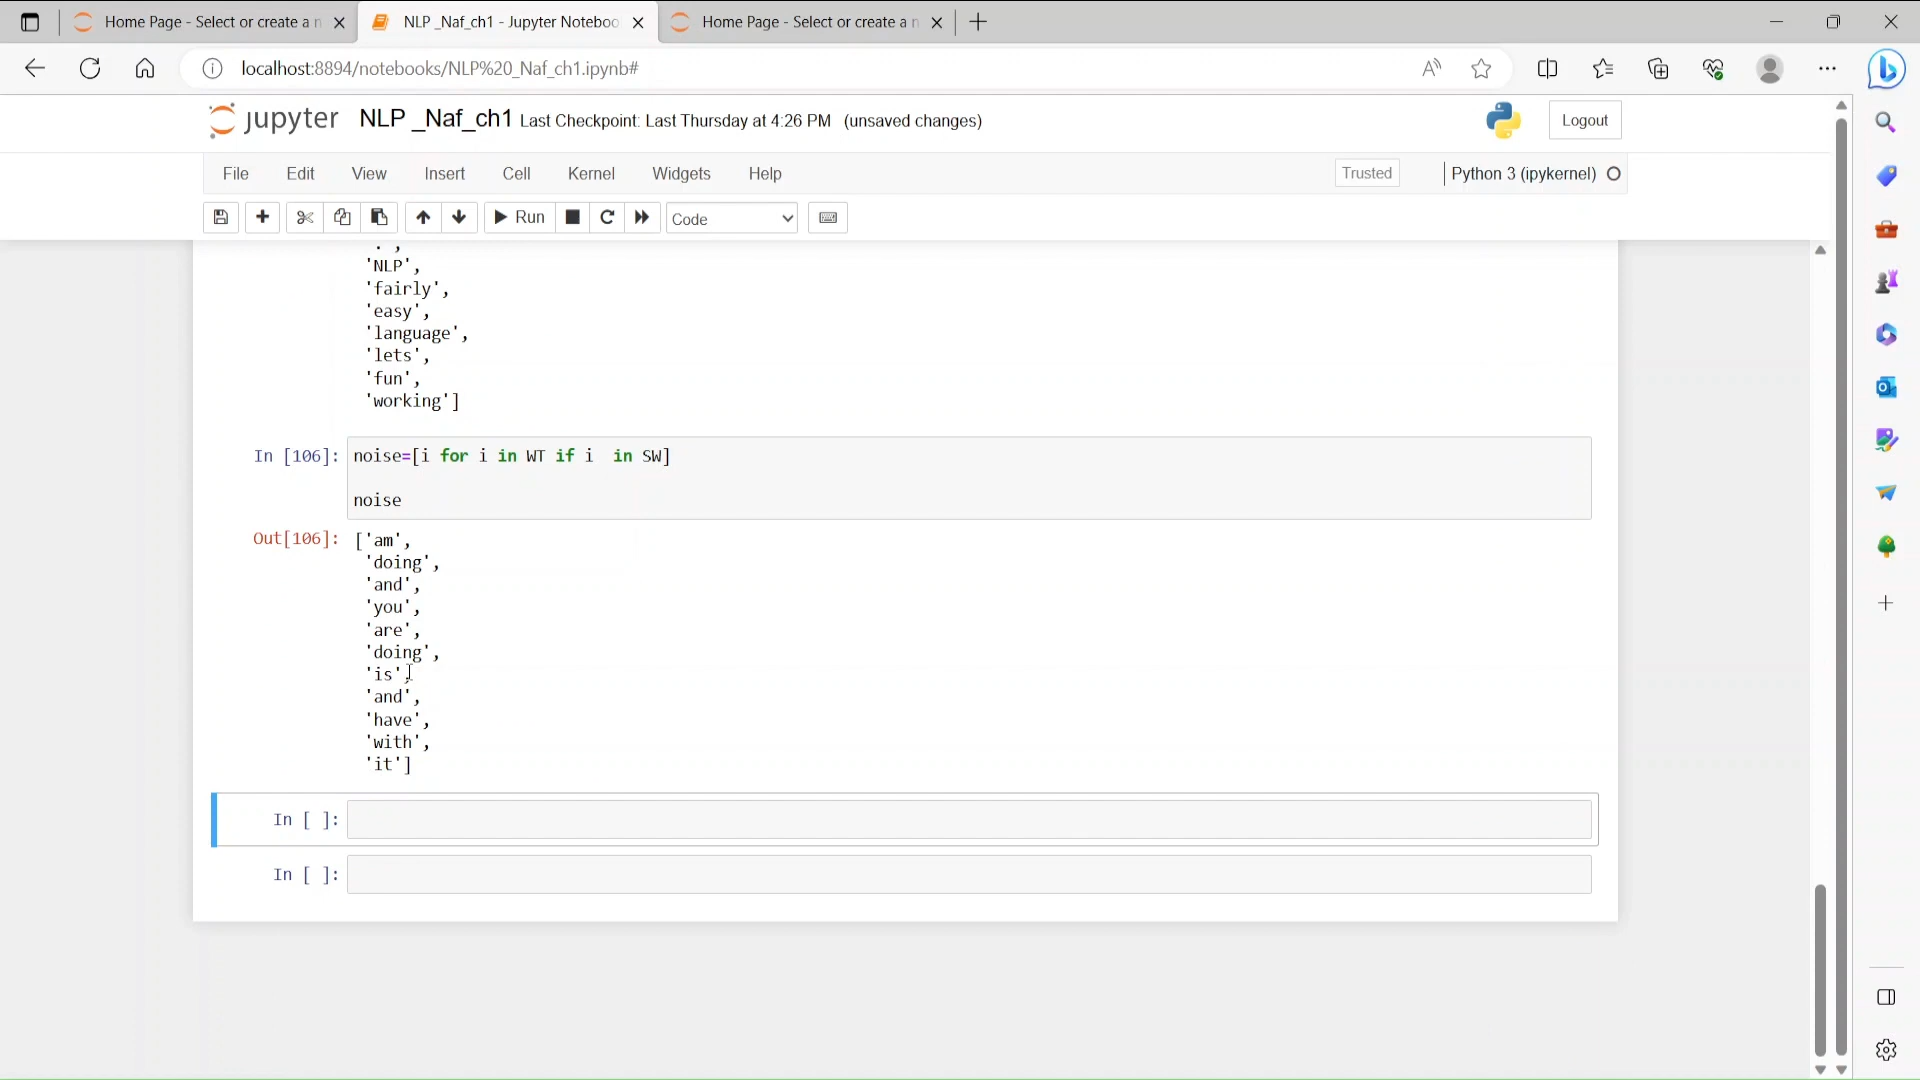 Home Page - Select or create a n
NLP _Naf_ch1 - Jupyter Noteboo
Home Page - Select or create a n
localhost:8894/notebooks/NLP%20_Naf_ch1.ipynb#
jupyter
NLP _Naf_ch1 Last Checkpoint: Last Thursday at 4:26 PM (unsaved changes)
Logout
File Edit View Insert Cell Kernel Widgets Help
Trusted
Python 3 (ipykernel)
Run
Code
'.',
'NLP',
'fairly',
'easy',
'language',
'lets',
'fun',
'working']
In [106]: noise=[i for i in WT if i  in SW]
noise
Out[106]: ['am',
'doing',
'and',
'you',
'are',
'doing',
'is',
'and',
'have',
'with',
'it']
In [ ]:
In [ ]: